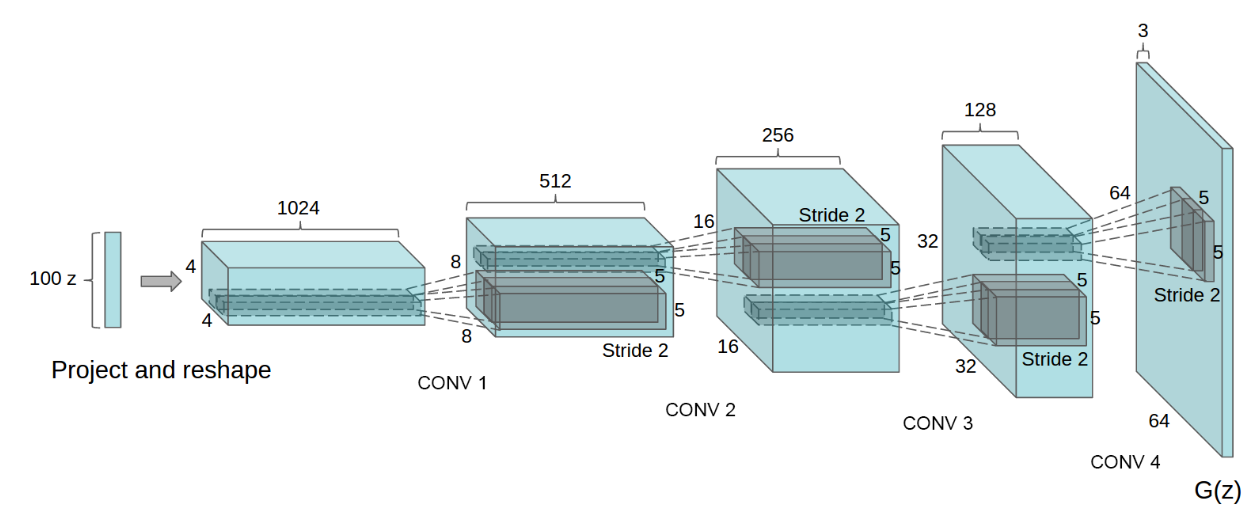 100 z
Project and reshape
1024
4
4
512
8
8
5
5
Stride 2
CONV 1
256
16
16
Stride 2
5
5
CONV 2
128
32
32
5
5
Stride 2
CONV 3
3
64
64
5
5
Stride 2
CONV 4
G(z)